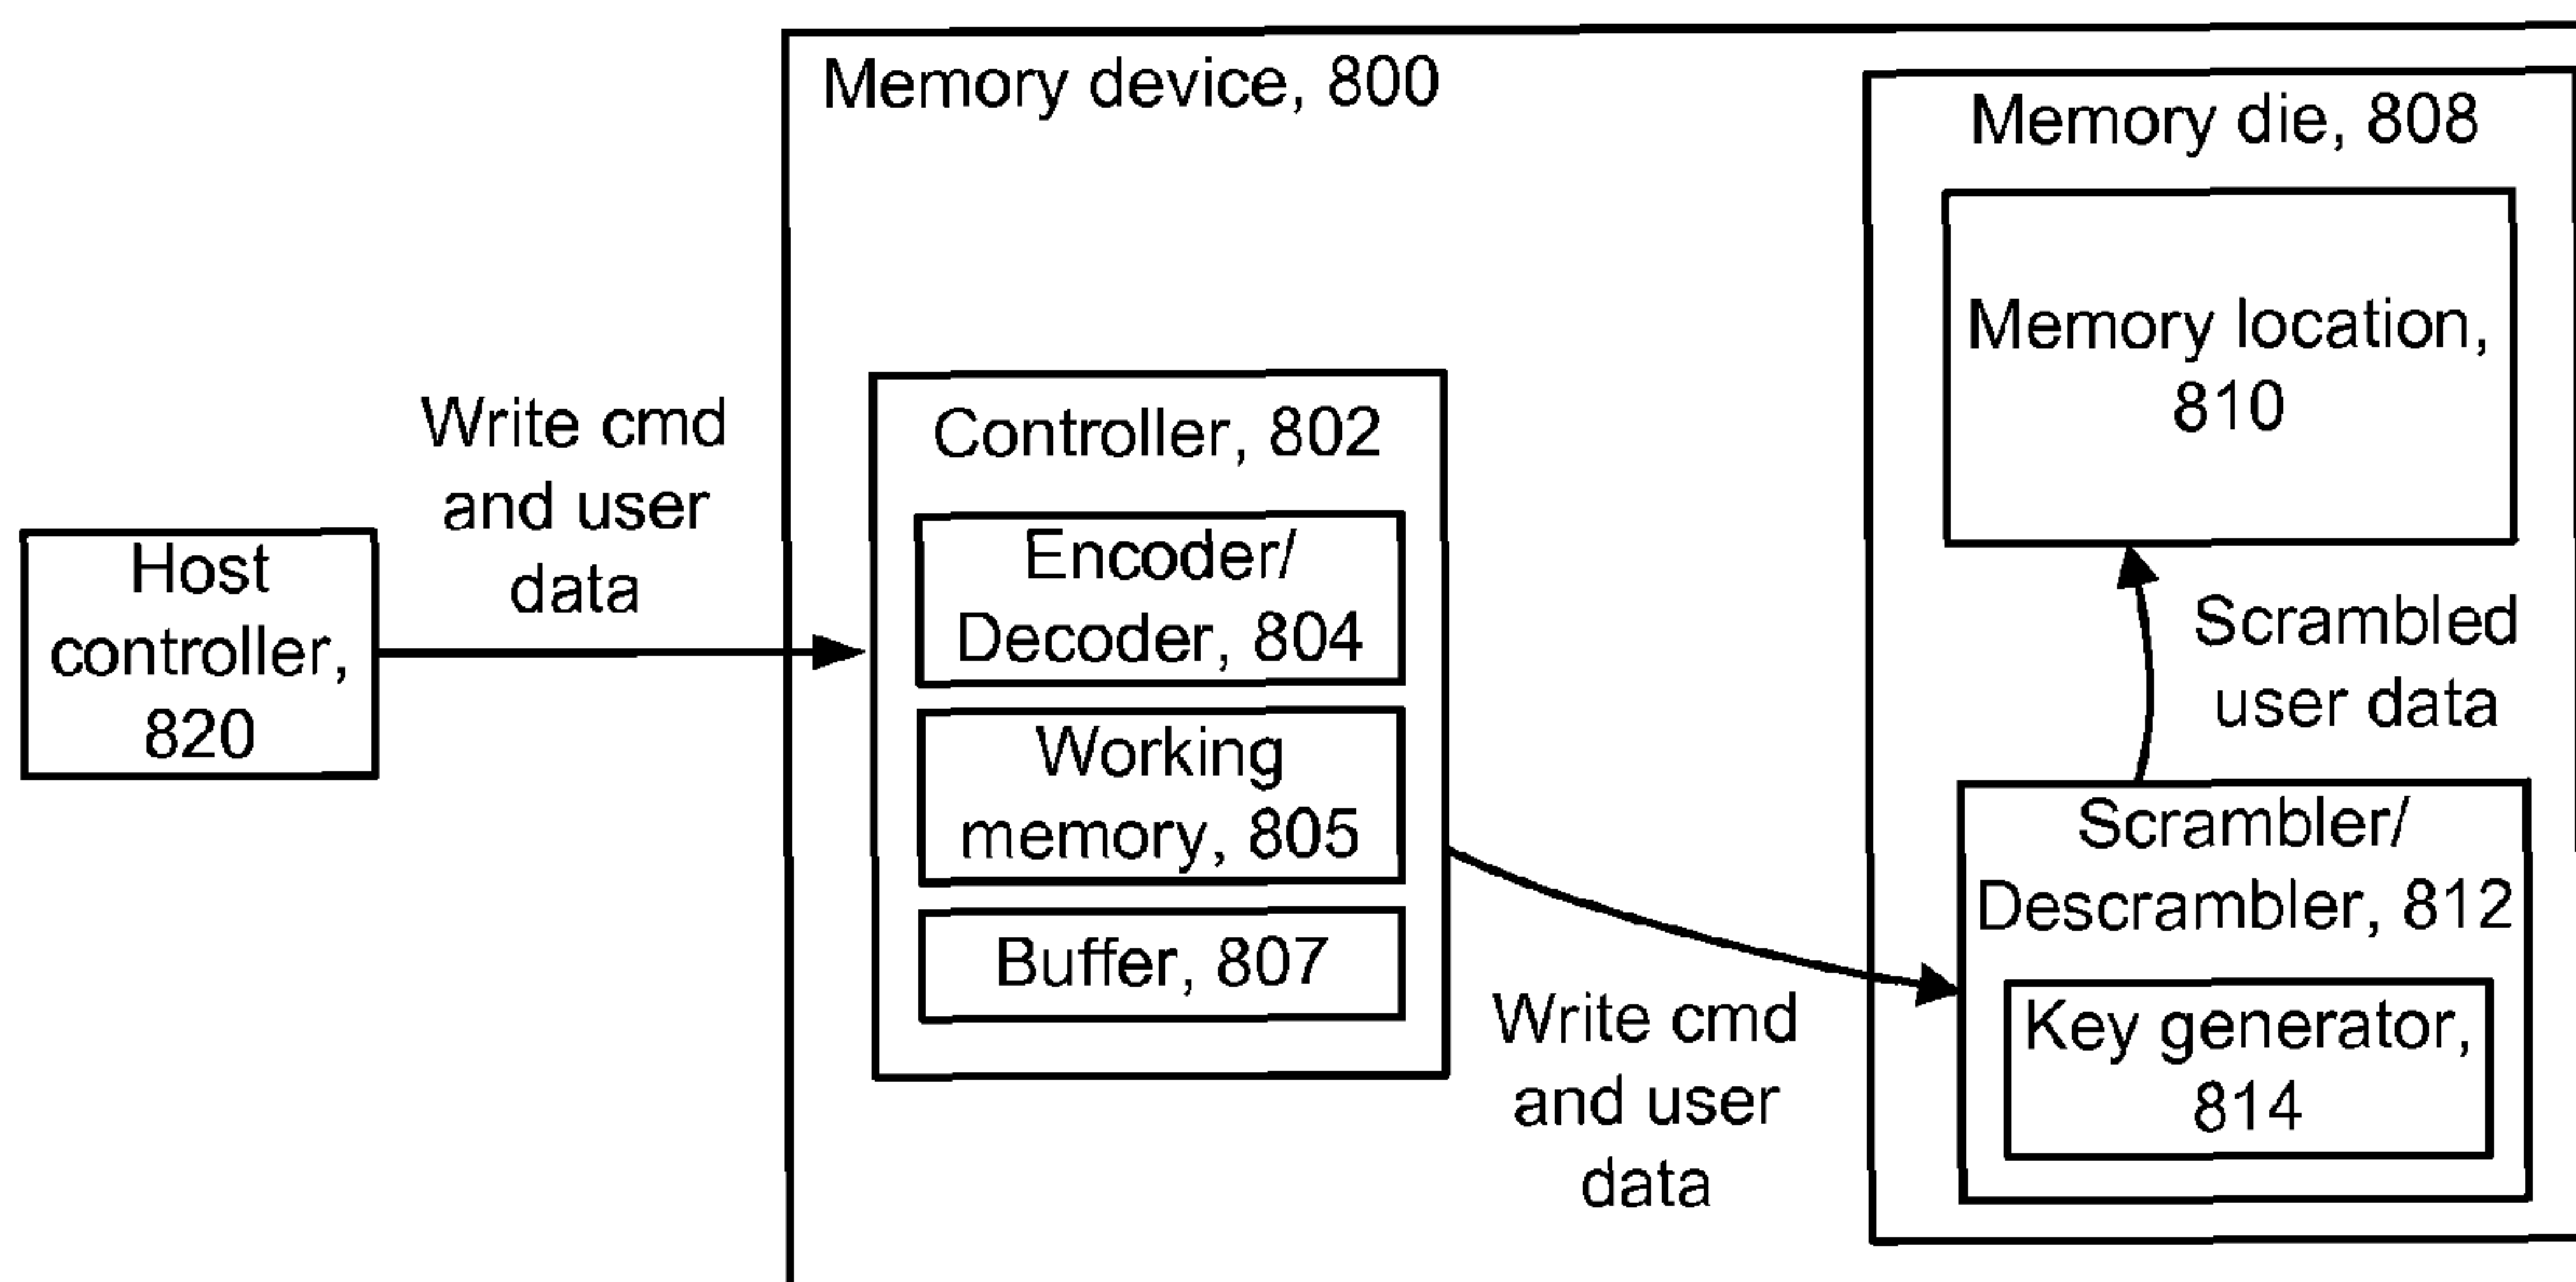 Memory device, 800
Memory die, 808
Memory location,
810
Write cmd
and user
data
Host
controller,
820
Controller, 802
Encoder/
Decoder, 804
Working
memory, 805
Buffer, 807
Write cmd
and user
data
Scrambled
user data
Scrambler/
Descrambler, 812
Key generator,
814